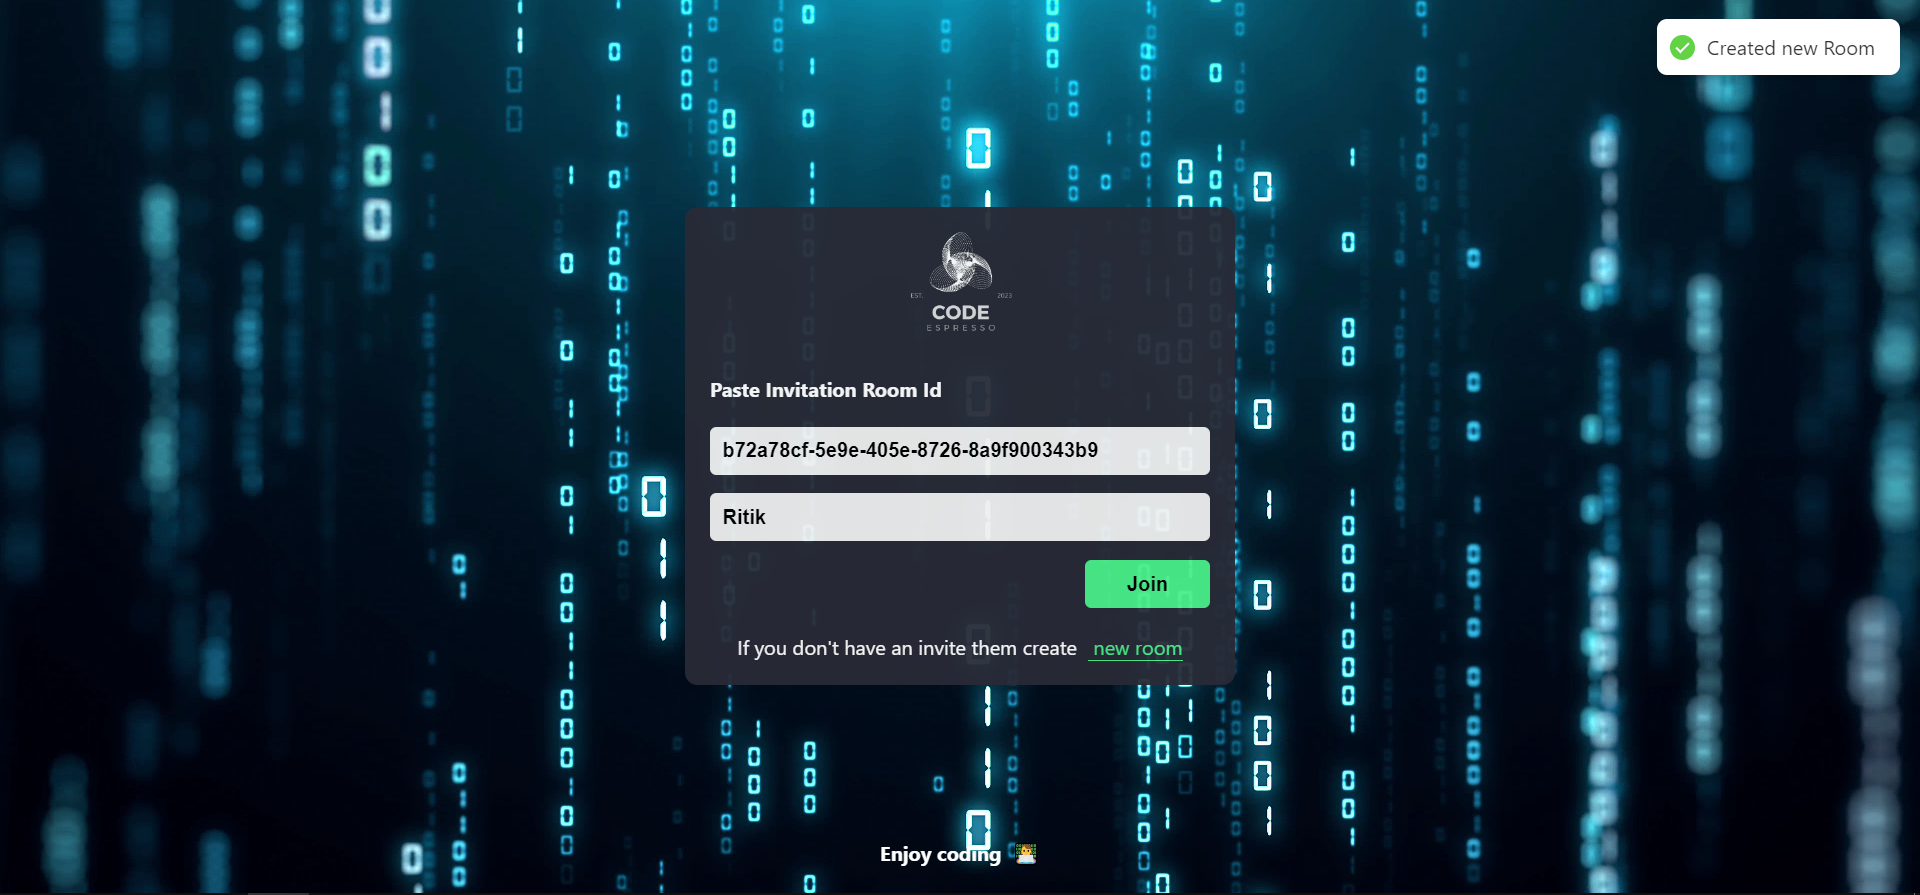 Created new Room
EST. 2023
CODE
ESPRESSO
Paste Invitation Room Id
b72a78cf-5e9e-405e-8726-8a9f900343b9
Ritik
Join
If you don't have an invite them create new room
Enjoy coding